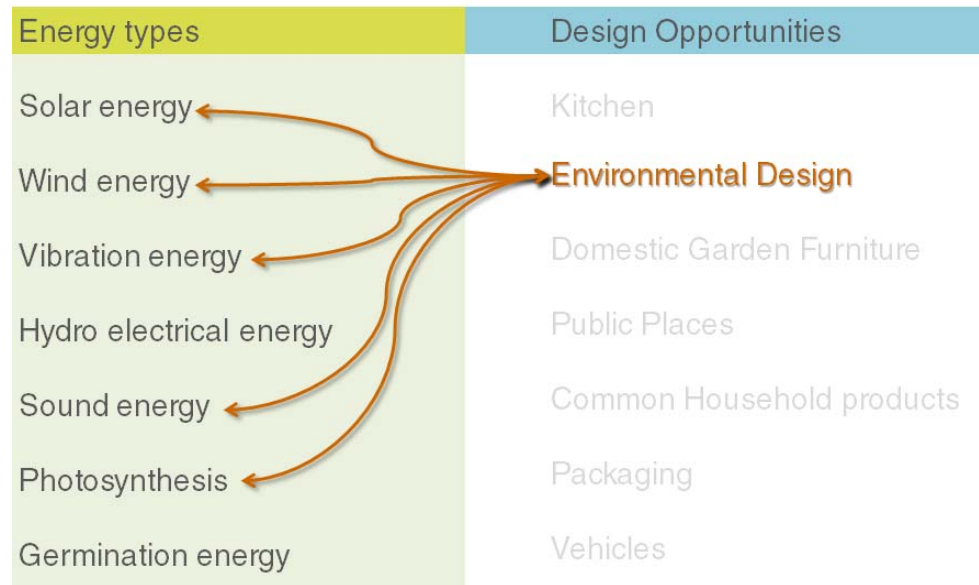 Energy types
Design Opportunities
Solar energy
Kitchen
Wind energy
Environmental Design
Vibration energy
Domestic Garden Furniture
Hydro electrical energy
Public Places
Sound energy
Common Household products
Photosynthesis
Packaging
Germination energy
Vehicles